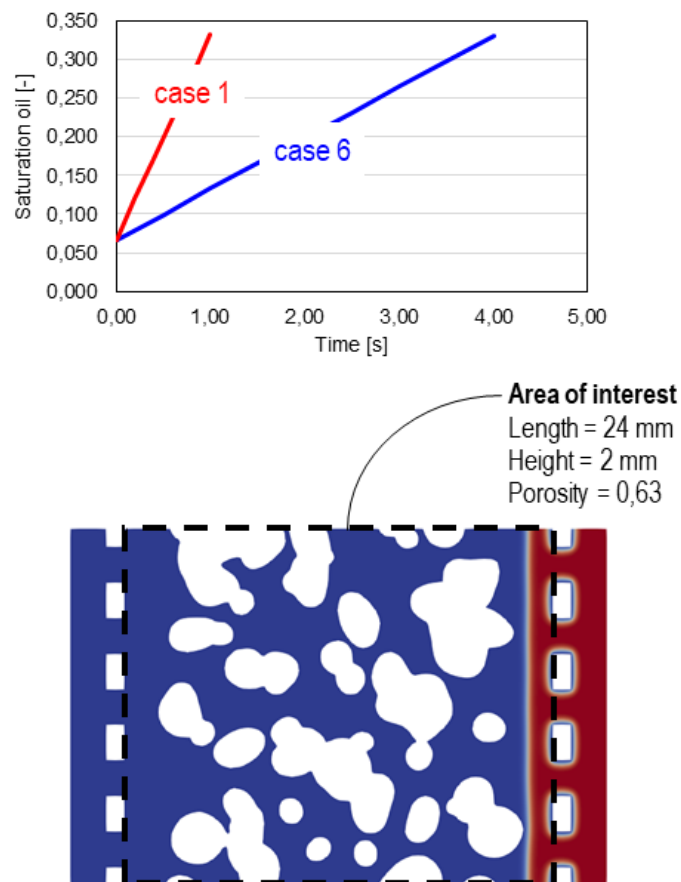 0,350
0,300
0,250
0,200
0,150
0,100
0,050
0,000
Saturation oil [-]
case 1
case 6
0,00 1,00 2,00 3,00 4,00 5,00
Time [s]
Area of interest
Length = 24 mm
Height = 2 mm
Porosity = 0,63